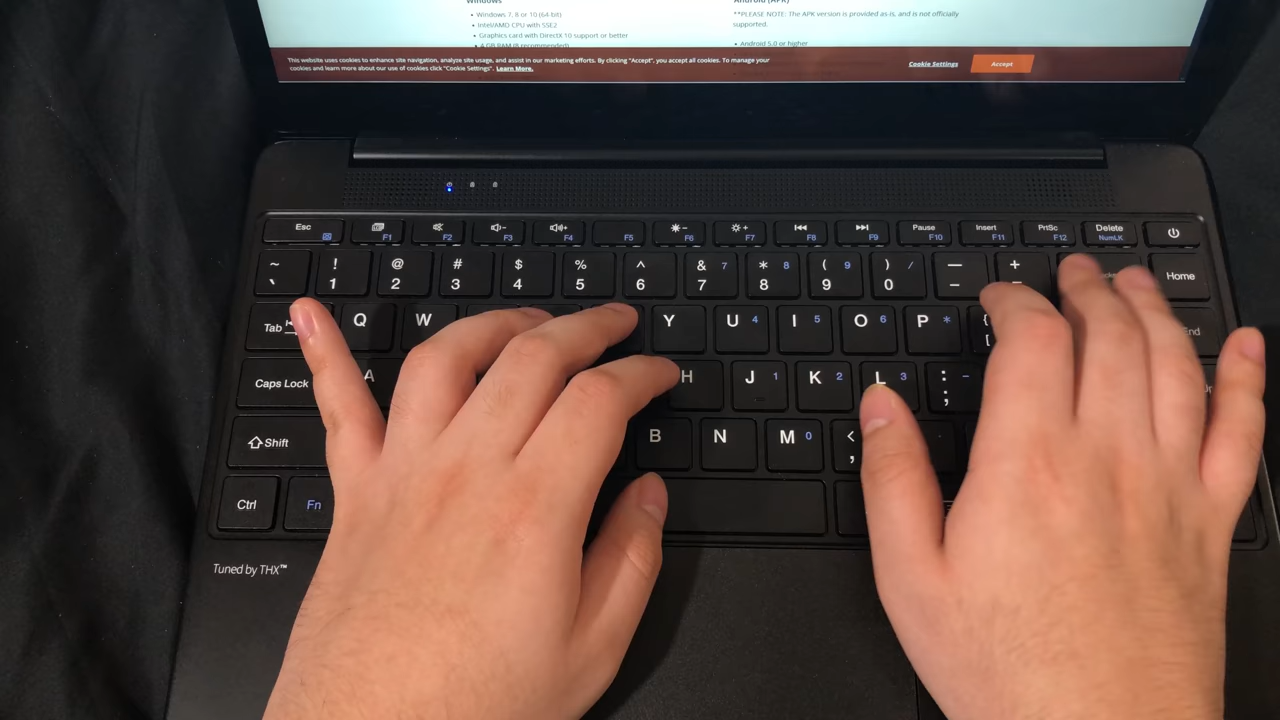 Windows
Android (APK)
• Windows 7, 8 or 10 (64-bit)
• Intel/AMD CPU with SSE2
• Graphics card with DirectX 10 support or better
• 4 GB RAM (8 recommended)
**PLEASE NOTE: The APK version is provided as is, and is not officially
supported.
• Android 5.0 or higher
This website uses cookies to enhance site navigation, analyze site usage, and assist in our marketing efforts. By clicking "Accept", you accept all cookies. To manage your
cookies and learn more about our use of cookies click "Cookie Settings". Learn More.
Cookie Settings
Accept
Esc F1 F2 F3 F4 F5 F6 F7 F8 F9 Pause F10 Insert F11 PrtSc F12 Delete NumLK
~ ` ! 1 @ 2 # 3 $ 4 % 5 ^ 6 & 7 7 * 8 8 ( 9 9 ) 0 / — – + Home
Tab Q W Y U 4 I 5 O 6 P * { [ End
Caps Lock A H J 1 K 2 L 3 : ; –
Shift B N M 0 < ,
Ctrl Fn
Tuned by THX™